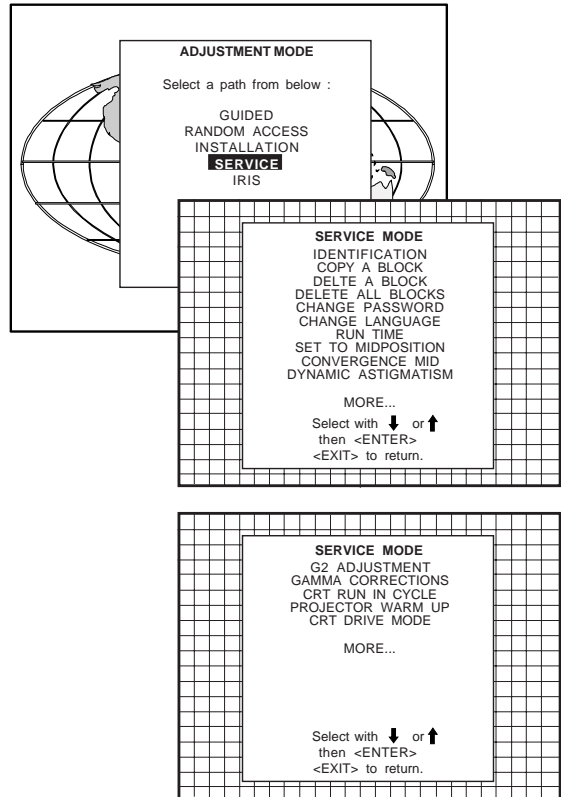 ADJUSTMENT MODE
Select a path from below :
GUIDED
RANDOM ACCESS
INSTALLATION
SERVICE
IRIS
SERVICE MODE
IDENTIFICATION
COPY A BLOCK
DELTE A BLOCK
DELETE ALL BLOCKS
CHANGE PASSWORD
CHANGE LANGUAGE
RUN TIME
SET TO MIDPOSITION
CONVERGENCE MID
DYNAMIC ASTIGMATISM
MORE...
Select with ⬇ or ⬆
then <ENTER>
<EXIT> to return.
SERVICE MODE
G2 ADJUSTMENT
GAMMA CORRECTIONS
CRT RUN IN CYCLE
PROJECTOR WARM UP
CRT DRIVE MODE
MORE...
Select with ⬇ or ⬆
then <ENTER>
<EXIT> to return.